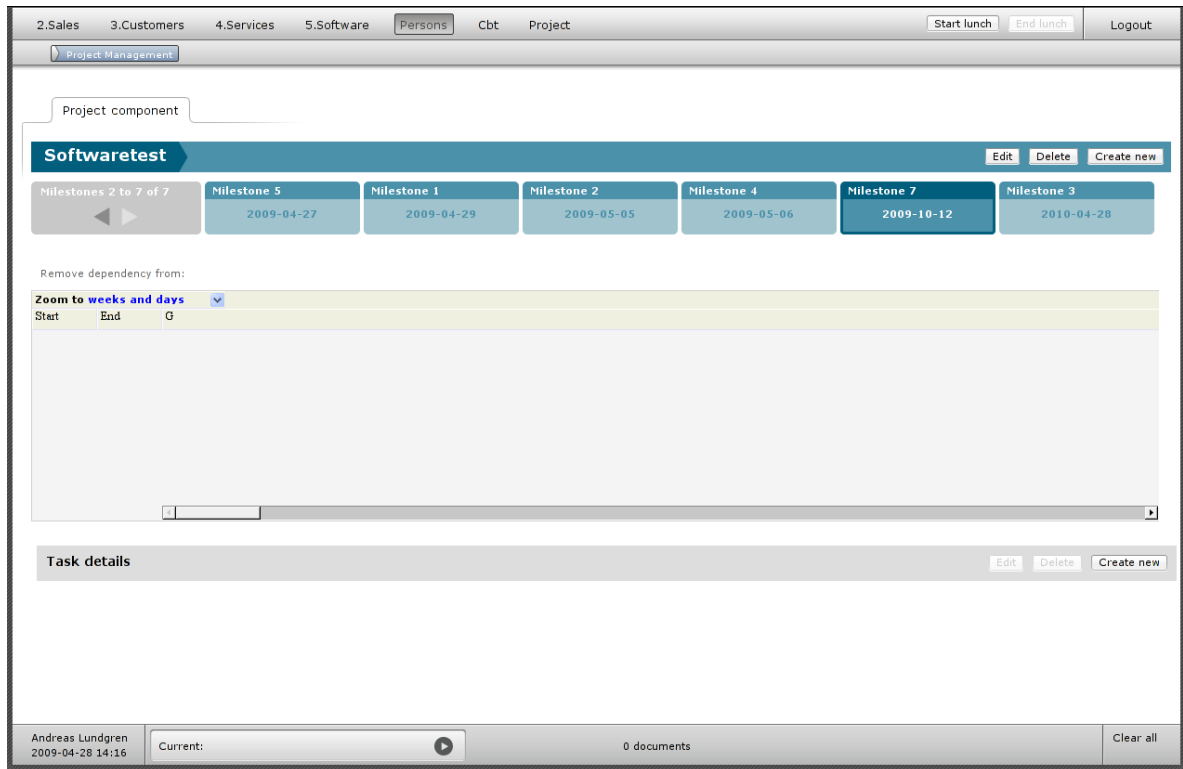 2.Sales 3.Customers 4.Services 5.Software Persons Cbt Project Start lunch End lunch Logout
Project Management
Project component
Softwaretest Edit Delete Create new
Milestones 2 to 7 of 7 Milestone 5 Milestone 1 Milestone 2 Milestone 4 Milestone 7 Milestone 3
2009-04-27 2009-04-29 2009-05-05 2009-05-06 2009-10-12 2010-04-28
Remove dependency from:
Zoom to weeks and days
Start End G
Task details Edit Delete Create new
Andreas Lundgren
2009-04-28 14:16
Current:
0 documents
Clear all